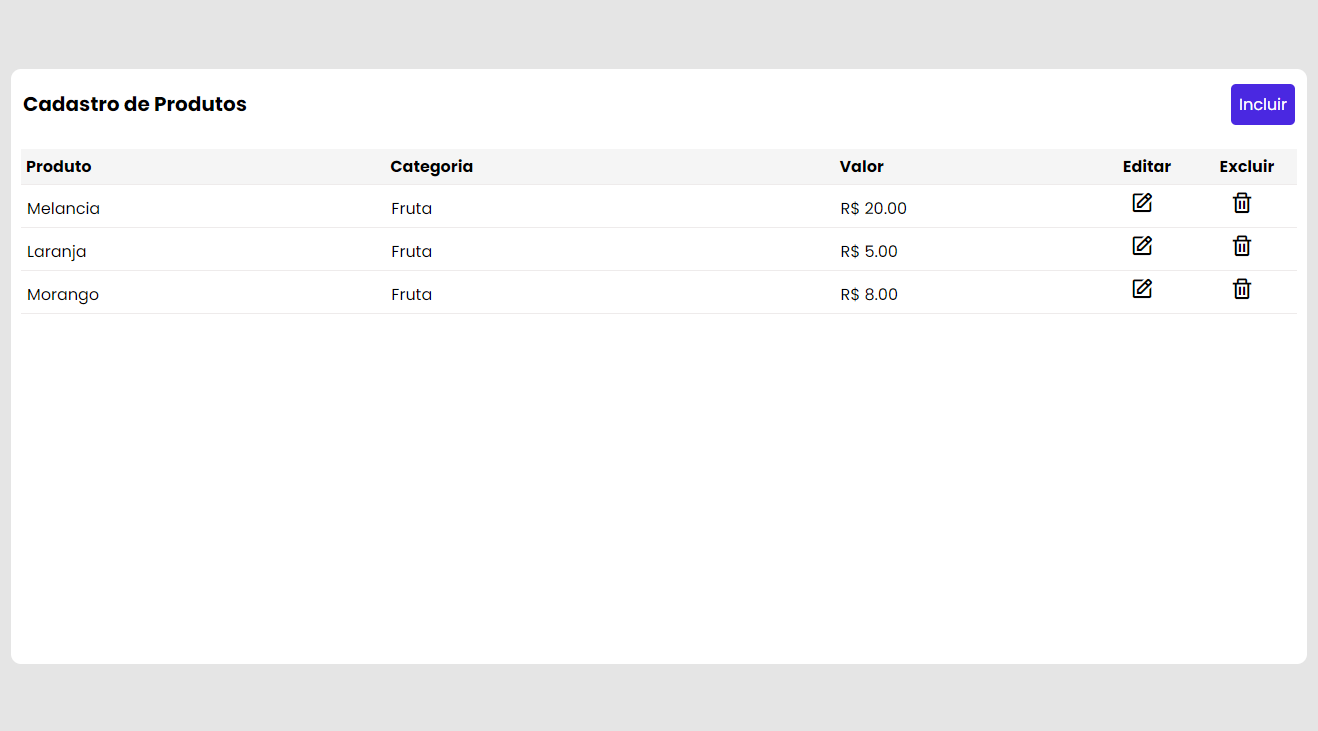 Cadastro de Produtos
Incluir
Produto Categoria Valor Editar Excluir
Melancia Fruta R$ 20.00
Laranja Fruta R$ 5.00
Morango Fruta R$ 8.00